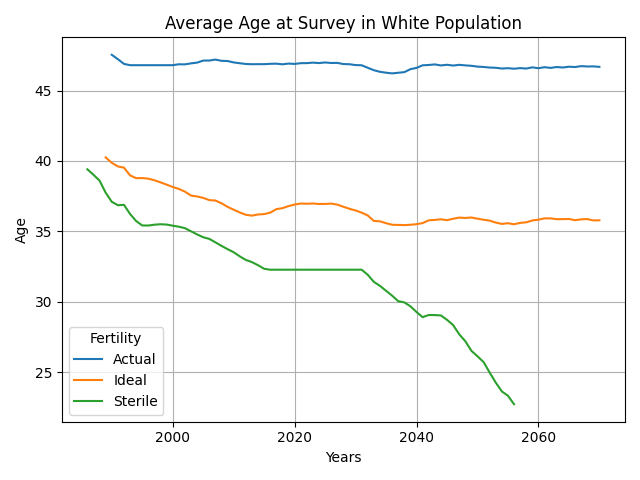 Average Age at Survey in White Population
Age
45
40
35
30
25
Fertility
Actual
Ideal
Sterile
2000 2020 2040 2060
Years